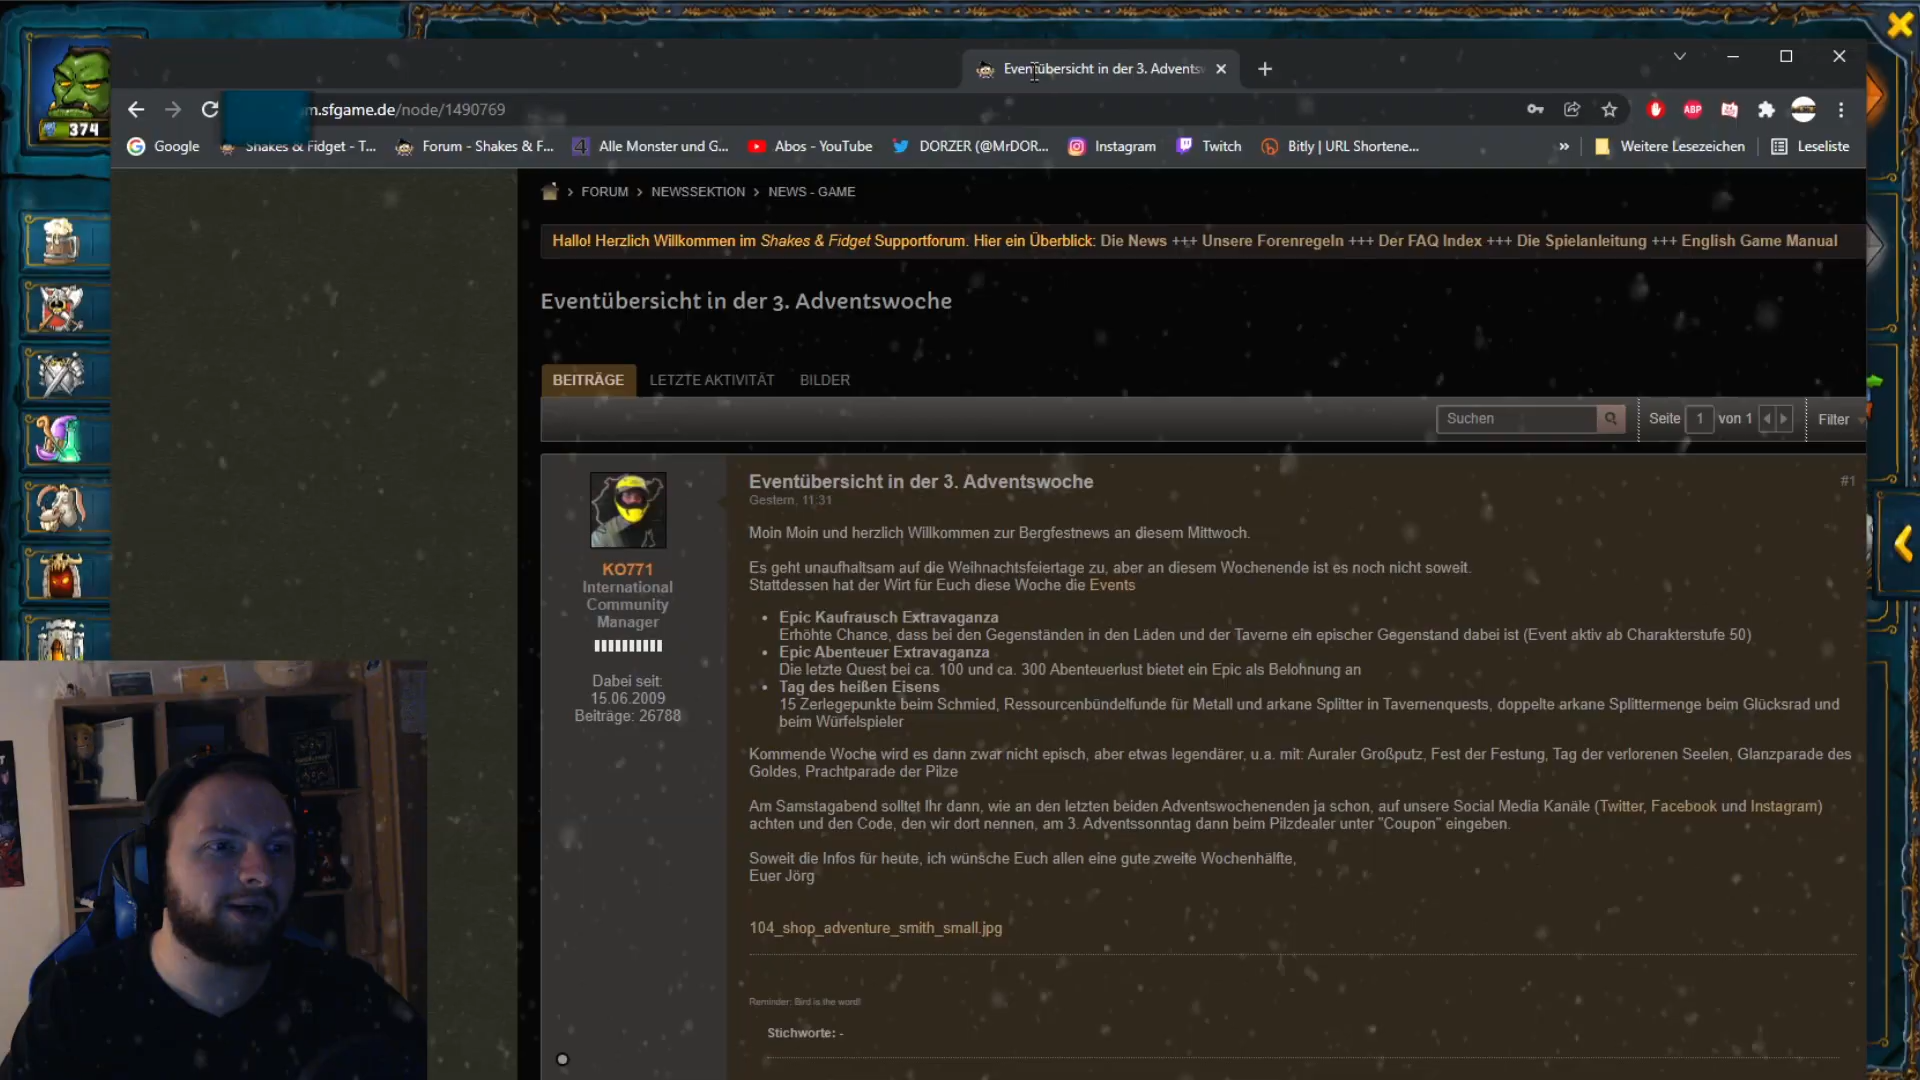 Eventübersicht in der 3. Advents
m.sfgame.de/node/1490769
374
ABP
Google
Shakes & Fidget - T...
Forum - Shakes & F...
Alle Monster und G...
Abos - YouTube
DORZER (@MrDOR...
Instagram
Twitch
Bitly | URL Shortene...
»
Weitere Lesezeichen
Leseliste
> FORUM > NEWSSEKTION > NEWS - GAME
Hallo! Herzlich Willkommen im Shakes & Fidget Supportforum. Hier ein Überblick: Die News +++ Unsere Forenregeln +++ Der FAQ Index +++ Die Spielanleitung +++ English Game Manual
Eventübersicht in der 3. Adventswoche
BEITRÄGE LETZTE AKTIVITÄT BILDER
Suchen
Seite 1 von 1
Filter
KO771
International
Community
Manager
Dabei seit:
15.06.2009
Beiträge: 26788
Eventübersicht in der 3. Adventswoche
#1
Gestern, 11:31
Moin Moin und herzlich Willkommen zur Bergfestnews an diesem Mittwoch.
Es geht unaufhaltsam auf die Weihnachtsfeiertage zu, aber an diesem Wochenende ist es noch nicht soweit.
Stattdessen hat der Wirt für Euch diese Woche die Events
• Epic Kaufrausch Extravaganza
Erhöhte Chance, dass bei den Gegenständen in den Läden und der Taverne ein epischer Gegenstand dabei ist (Event aktiv ab Charakterstufe 50)
• Epic Abenteuer Extravaganza
Die letzte Quest bei ca. 100 und ca. 300 Abenteuerlust bietet ein Epic als Belohnung an
• Tag des heißen Eisens
15 Zerlegepunkte beim Schmied, Ressourcenbündelfunde für Metall und arkane Splitter in Tavernenquests, doppelte arkane Splittermenge beim Glücksrad und
beim Würfelspieler
Kommende Woche wird es dann zwar nicht episch, aber etwas legendärer, u.a. mit: Auraler Großputz, Fest der Festung, Tag der verlorenen Seelen, Glanzparade des
Goldes, Prachtparade der Pilze
Am Samstagabend solltet Ihr dann, wie an den letzten beiden Adventswochenenden ja schon, auf unsere Social Media Kanäle (Twitter, Facebook und Instagram)
achten und den Code, den wir dort nennen, am 3. Adventssonntag dann beim Pilzdealer unter "Coupon" eingeben.
Soweit die Infos für heute, ich wünsche Euch allen eine gute zweite Wochenhälfte,
Euer Jörg
104_shop_adventure_smith_small.jpg
Reminder: Bird is the word!
Stichworte: -